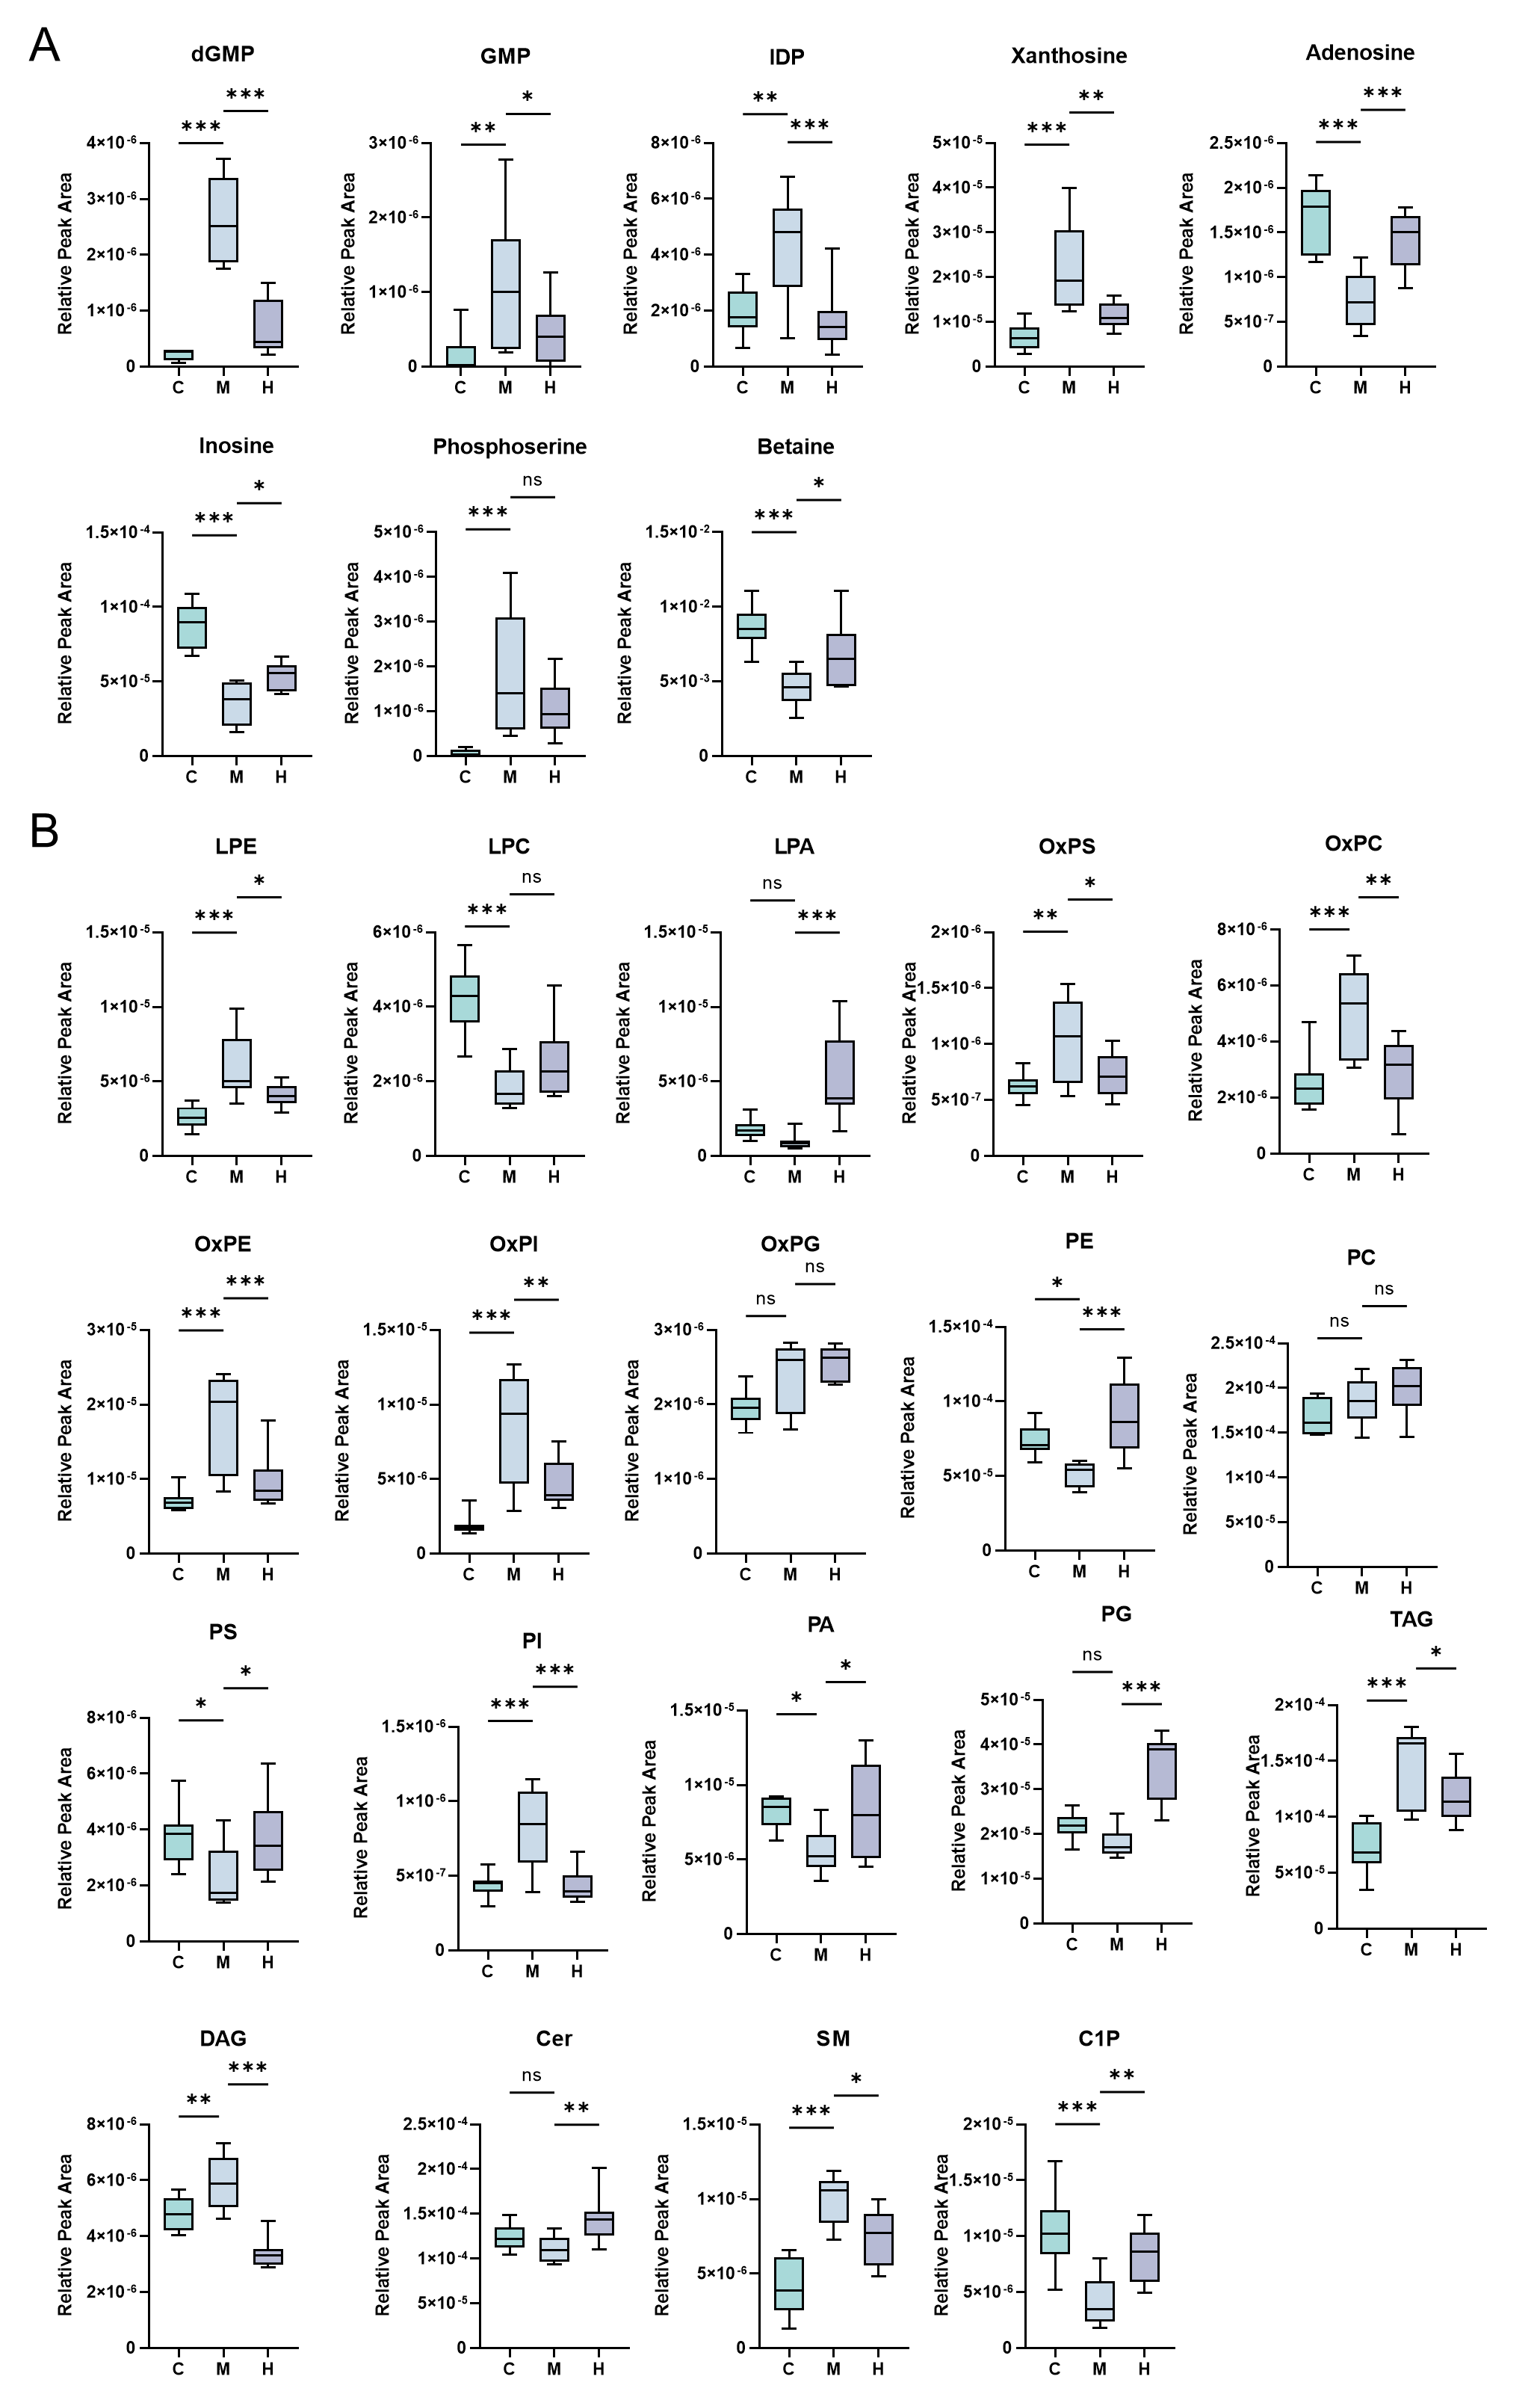 A
dGMP
GMP
IDP
Xanthosine
Adenosine
*** ***
** *
** ***
*** **
*** ***
Relative Peak Area
4×10-6
3×10-6
2×10-6
1×10-6
0
C M H
Relative Peak Area
3×10-6
2×10-6
1×10-6
0
C M H
Relative Peak Area
8×10-6
6×10-6
4×10-6
2×10-6
0
C M H
Relative Peak Area
5×10-5
4×10-5
3×10-5
2×10-5
1×10-5
0
C M H
Relative Peak Area
2.5×10-6
2×10-6
1.5×10-6
1×10-6
5×10-7
0
C M H
Inosine
*** *
Relative Peak Area
1.5×10-4
1×10-4
5×10-5
0
C M H
Phosphoserine
*** ns
Relative Peak Area
5×10-6
4×10-6
3×10-6
2×10-6
1×10-6
0
C M H
Betaine
*** *
Relative Peak Area
1.5×10-2
1×10-2
5×10-3
0
C M H
B
LPE
*** *
Relative Peak Area
1.5×10-5
1×10-5
5×10-6
0
C M H
LPC
*** ns
Relative Peak Area
6×10-6
4×10-6
2×10-6
0
C M H
LPA
ns ***
Relative Peak Area
1.5×10-5
1×10-5
5×10-6
0
C M H
OxPS
** *
Relative Peak Area
2×10-6
1.5×10-6
1×10-6
5×10-7
0
C M H
OxPC
*** **
Relative Peak Area
8×10-6
6×10-6
4×10-6
2×10-6
0
C M H
OxPE
*** ***
Relative Peak Area
3×10-5
2×10-5
1×10-5
0
C M H
OxPI
*** **
Relative Peak Area
1.5×10-5
1×10-5
5×10-6
0
C M H
OxPG
ns ns
Relative Peak Area
3×10-6
2×10-6
1×10-6
0
C M H
PE
* ***
Relative Peak Area
1.5×10-4
1×10-4
5×10-5
0
C M H
PC
ns ns
Relative Peak Area
2.5×10-4
2×10-4
1.5×10-4
1×10-4
5×10-5
0
C M H
PS
* *
Relative Peak Area
8×10-6
6×10-6
4×10-6
2×10-6
0
C M H
PI
*** ***
Relative Peak Area
1.5×10-6
1×10-6
5×10-7
0
C M H
PA
* *
Relative Peak Area
1.5×10-5
1×10-5
5×10-6
0
C M H
PG
ns ***
Relative Peak Area
5×10-5
4×10-5
3×10-5
2×10-5
1×10-5
0
C M H
TAG
*** *
Relative Peak Area
2×10-4
1.5×10-4
1×10-4
5×10-5
0
C M H
DAG
** ***
Relative Peak Area
8×10-6
6×10-6
4×10-6
2×10-6
0
C M H
Cer
ns **
Relative Peak Area
2.5×10-4
2×10-4
1.5×10-4
1×10-4
5×10-5
0
C M H
SM
*** *
Relative Peak Area
1.5×10-5
1×10-5
5×10-6
0
C M H
C1P
*** **
Relative Peak Area
2×10-5
1.5×10-5
1×10-5
5×10-6
0
C M H